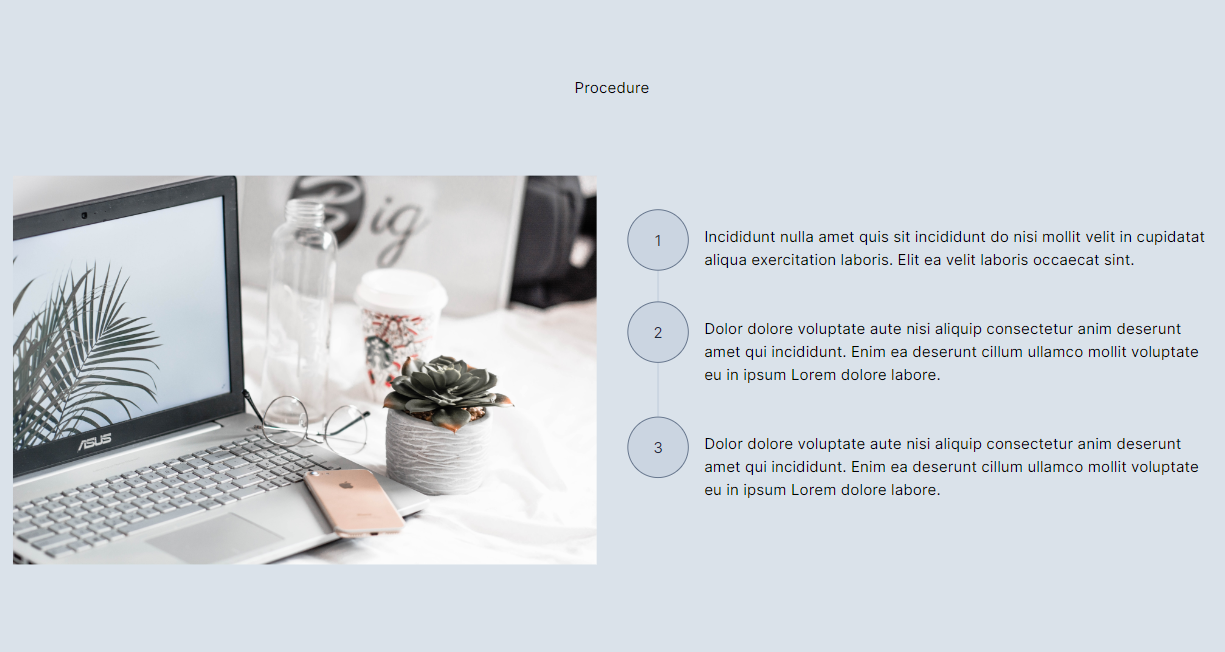 Procedure
Big
ASUS
1
Incididunt nulla amet quis sit incididunt do nisi mollit velit in cupidatat
aliqua exercitation laboris. Elit ea velit laboris occaecat sint.
2
Dolor dolore voluptate aute nisi aliquip consectetur anim deserunt
amet qui incididunt. Enim ea deserunt cillum ullamco mollit voluptate
eu in ipsum Lorem dolore labore.
3
Dolor dolore voluptate aute nisi aliquip consectetur anim deserunt
amet qui incididunt. Enim ea deserunt cillum ullamco mollit voluptate
eu in ipsum Lorem dolore labore.